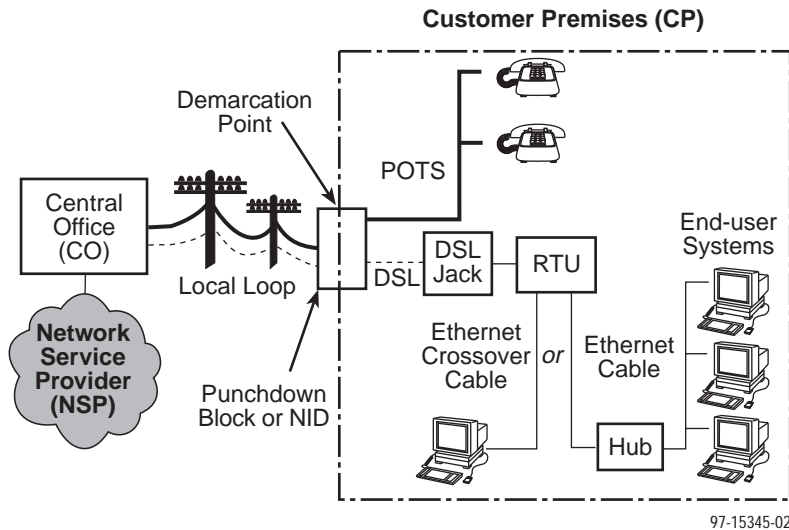 Customer Premises (CP)
Demarcation
Point
POTS
Central
Office
(CO)
Local Loop
DSL
DSL
Jack
RTU
End-user
Systems
Network
Service
Provider
(NSP)
Punchdown
Block or NID
Ethernet
Crossover
Cable
or
Ethernet
Cable
Hub
97-15345-02